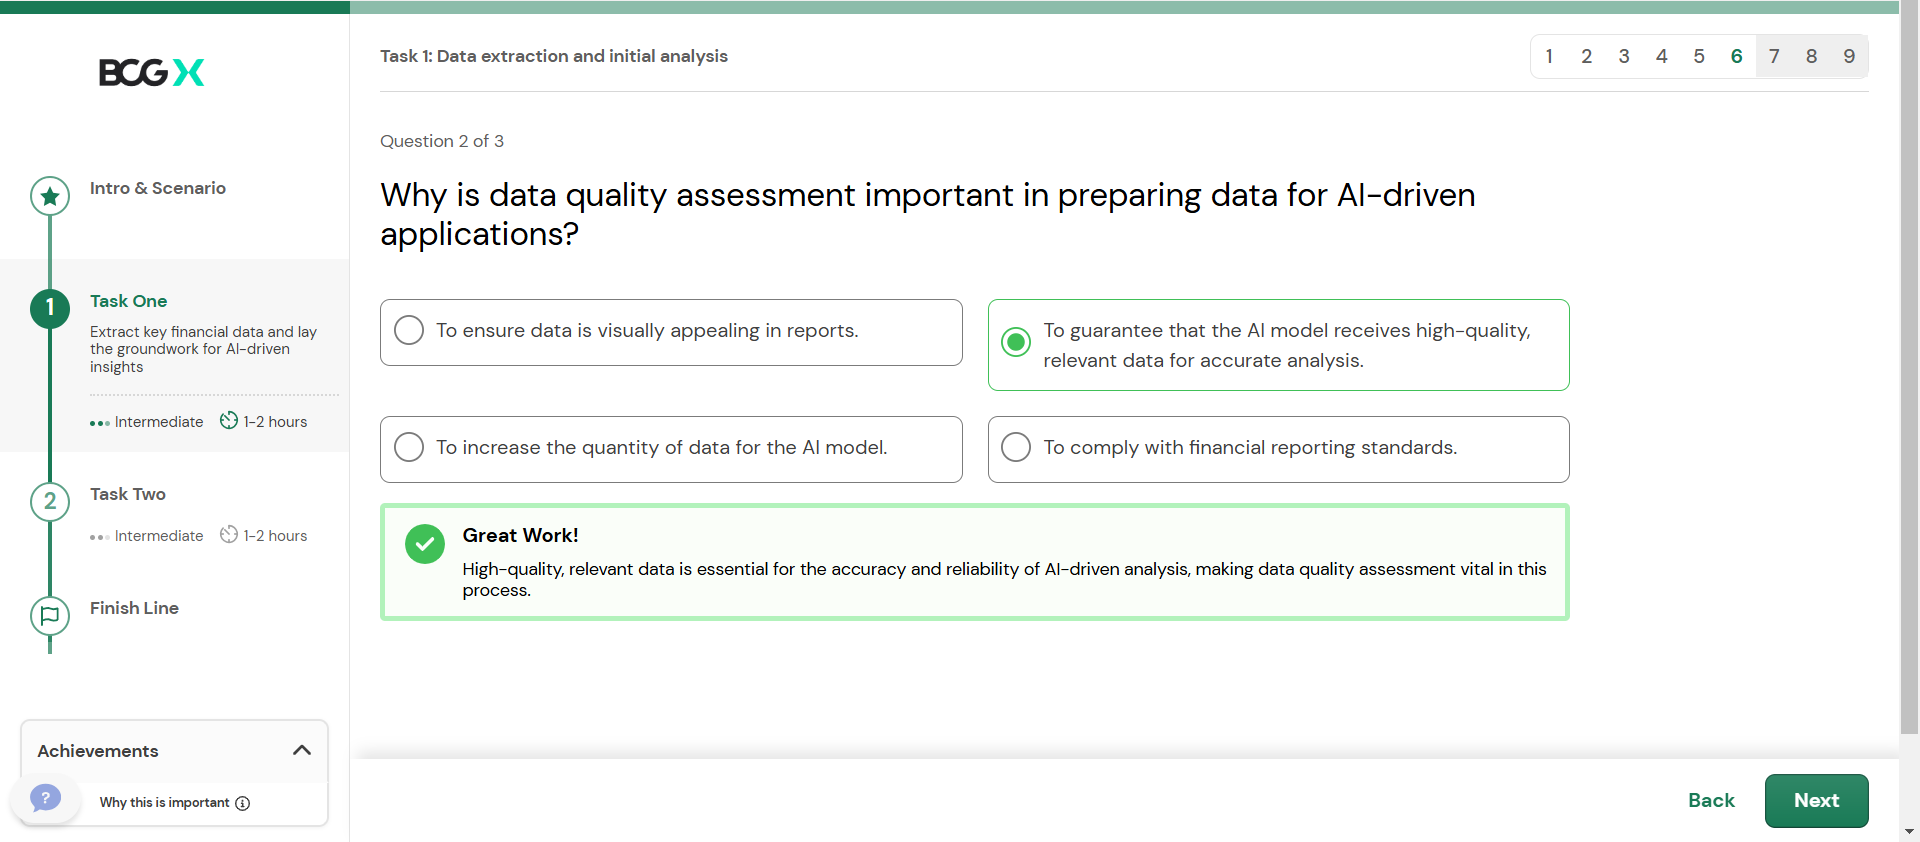 BCG X
Intro & Scenario
1
Task One
Extract key financial data and lay
the groundwork for AI-driven
insights
Intermediate 1-2 hours
2
Task Two
Intermediate 1-2 hours
Finish Line
Achievements
?
Why this is important
Task 1: Data extraction and initial analysis
1 2 3 4 5 6 7 8 9
Question 2 of 3
Why is data quality assessment important in preparing data for AI-driven
applications?
To ensure data is visually appealing in reports.
To guarantee that the AI model receives high-quality,
relevant data for accurate analysis.
To increase the quantity of data for the AI model.
To comply with financial reporting standards.
Great Work!
High-quality, relevant data is essential for the accuracy and reliability of AI-driven analysis, making data quality assessment vital in this
process.
Back
Next